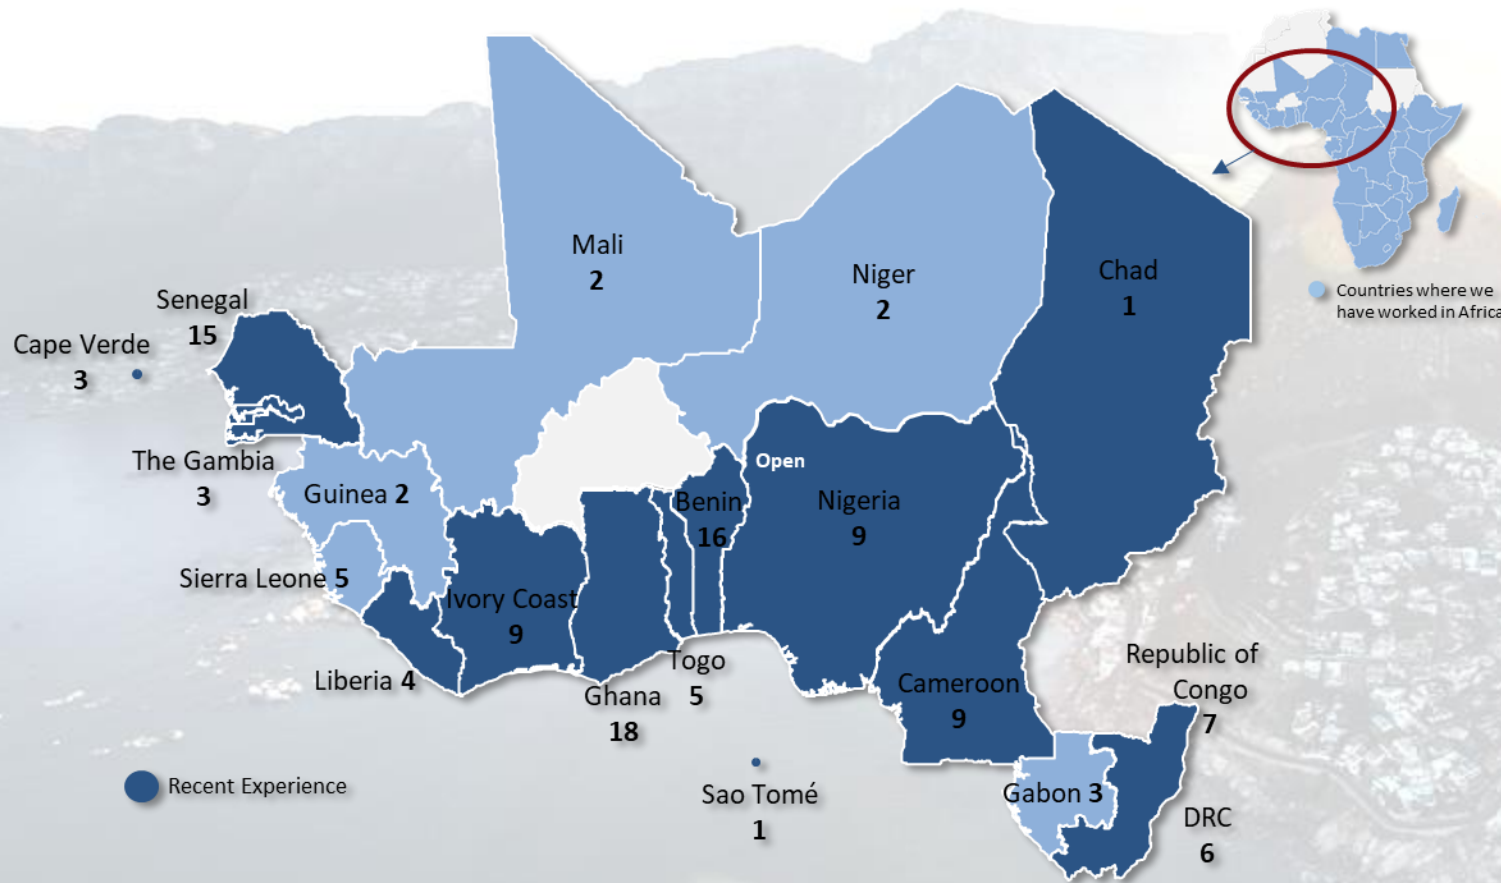 Mali
2
Niger
2
Chad
1
Countries where we
have worked in Africa
Senegal
15
Cape Verde
3
The Gambia
3
Guinea 2
Open
Benin
16
Nigeria
9
Sierra Leone 5
Ivory Coast
9
Liberia 4
Togo
5
Ghana
18
Cameroon
9
Republic of
Congo
7
Recent Experience
Sao Tomé
1
Gabon 3
DRC
6